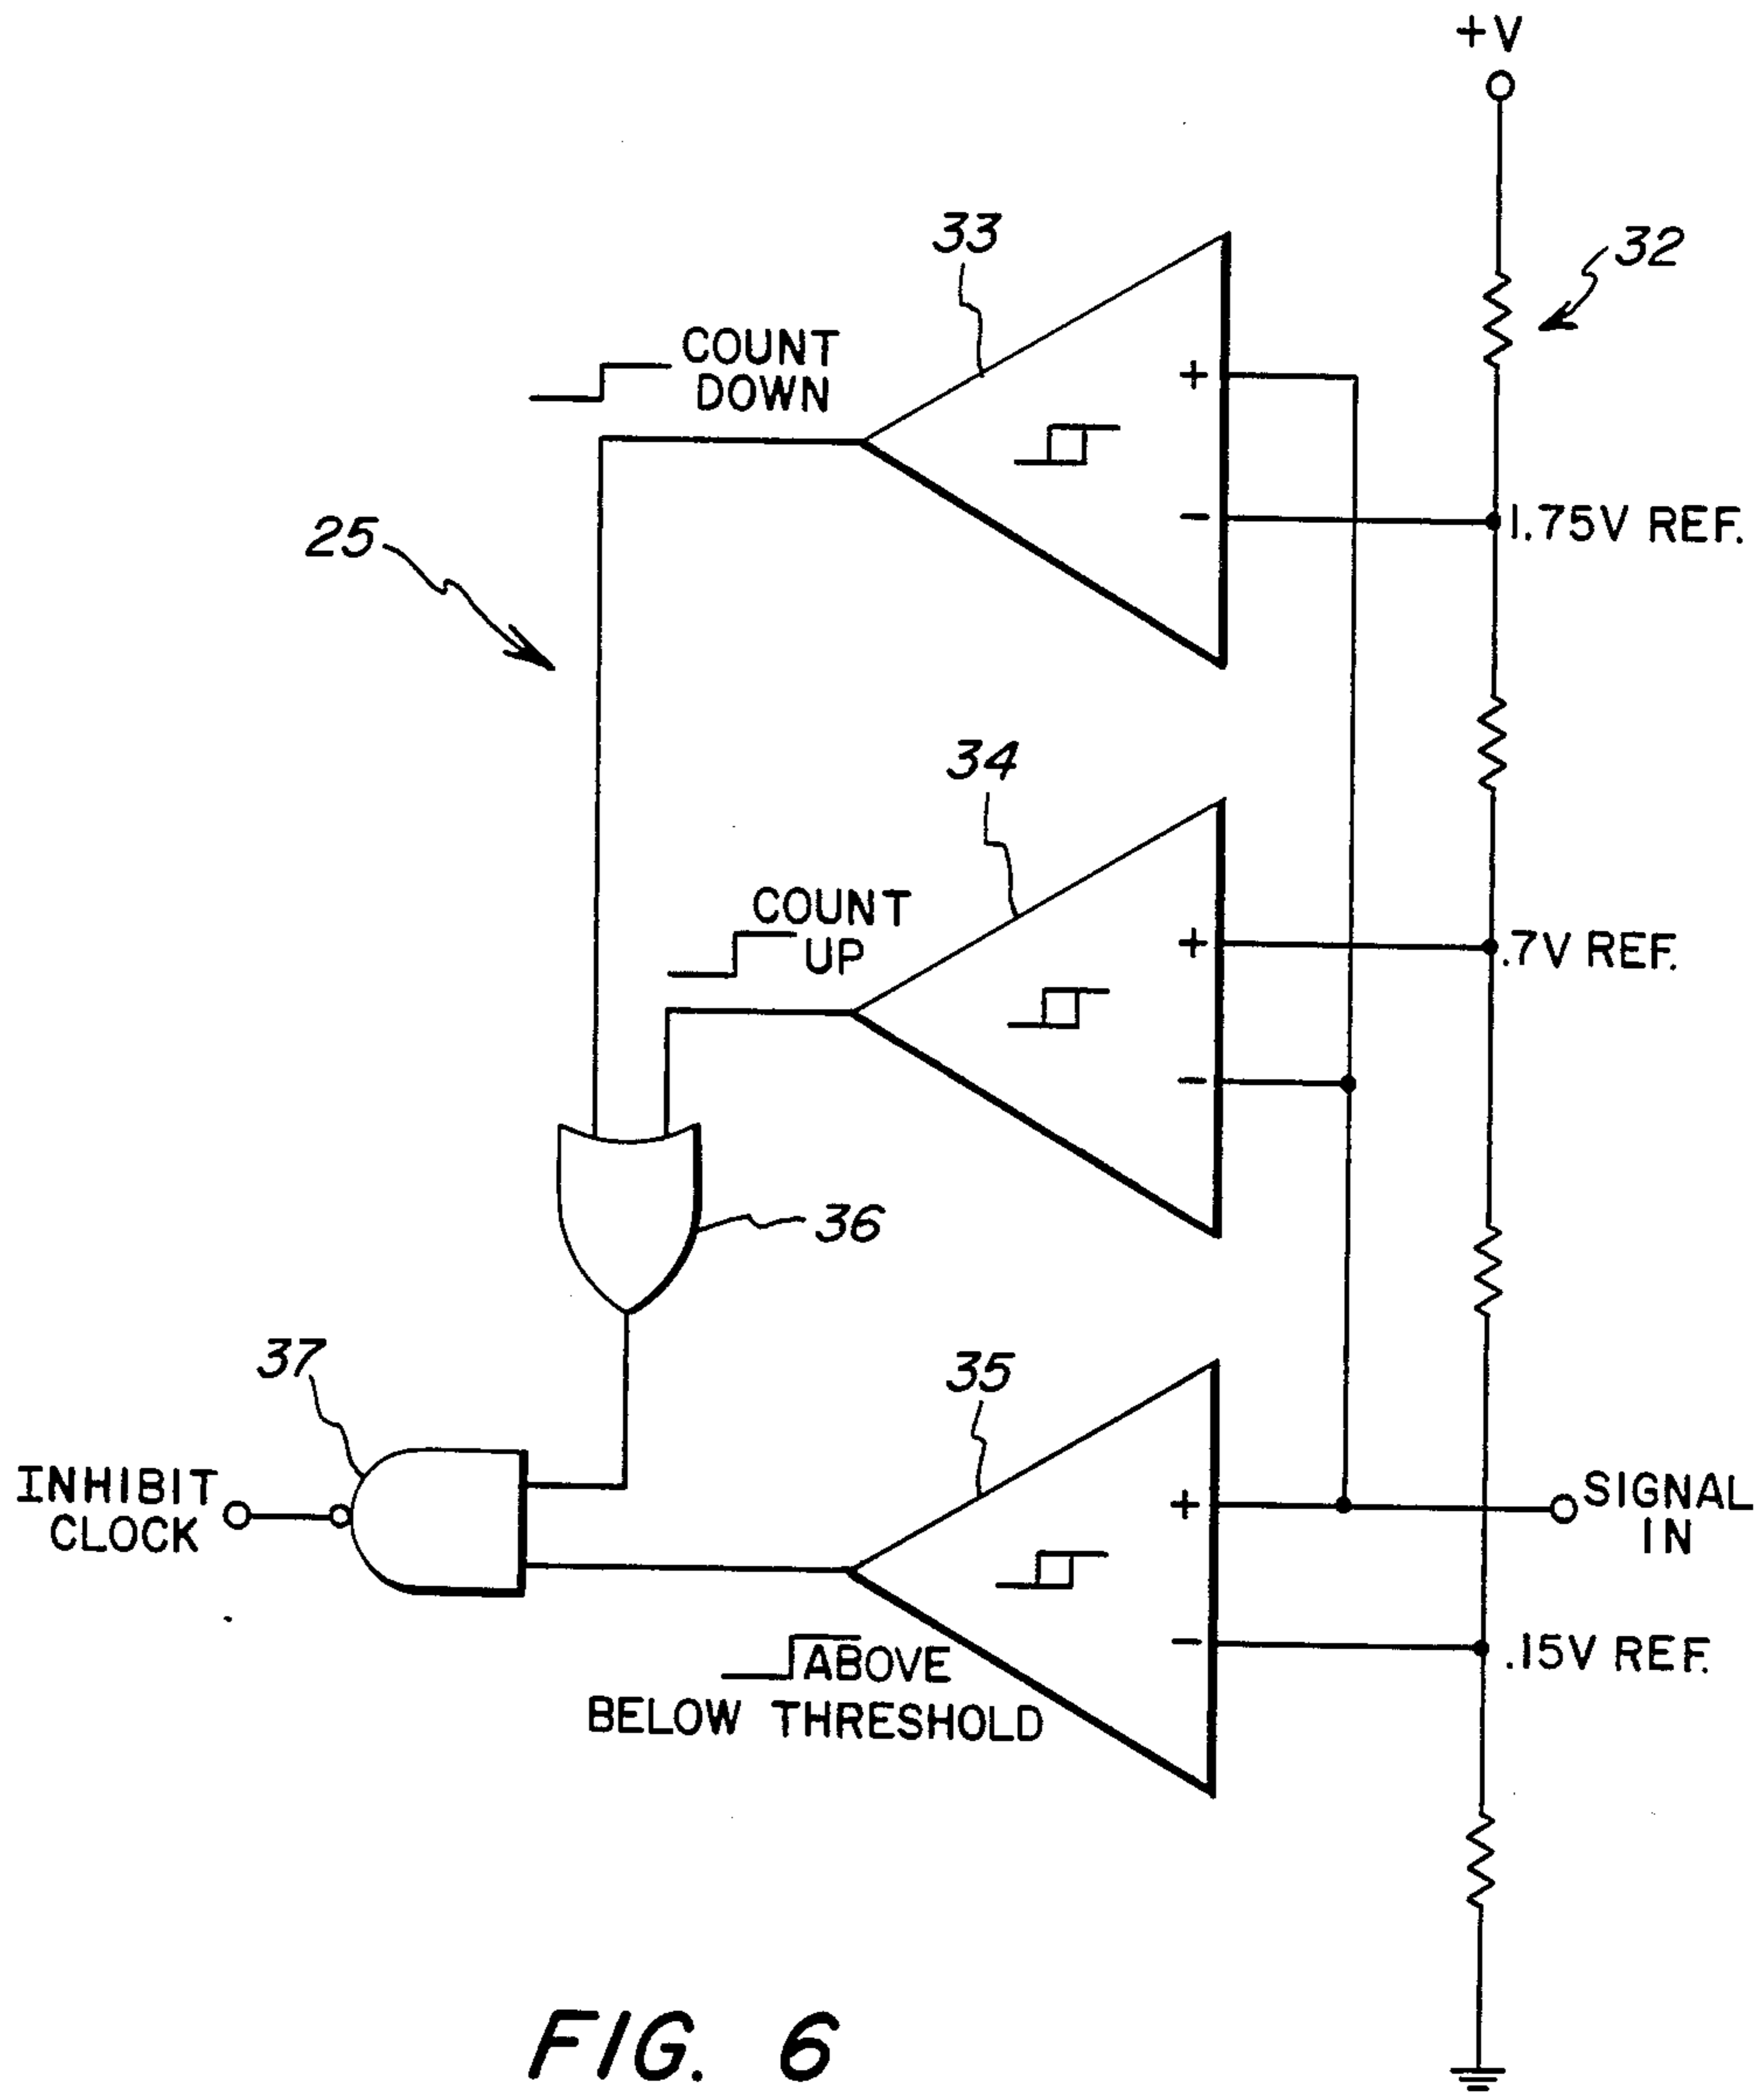 +V
33
32
COUNT
DOWN
+
25
−
1.75V REF.
34
COUNT
UP
+
.7V REF.
−
36
37
35
INHIBIT
CLOCK
+
SIGNAL
IN
−
.15V REF.
ABOVE
BELOW THRESHOLD
FIG. 6